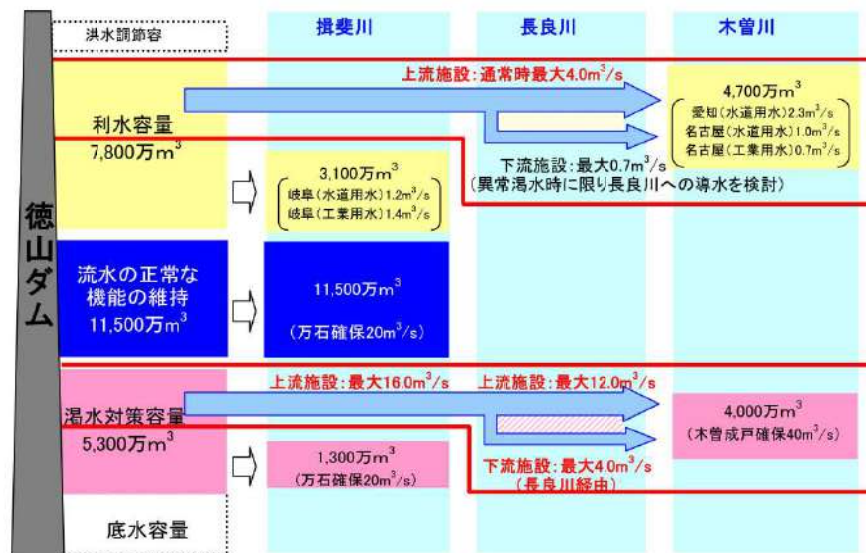 洪水調節容
揖斐川
長良川
木曽川
徳山ダム
上流施設：通常時最大4.0m³/s
利水容量
7,800万m³
4,700万m³
愛知（水道用水）2.3m³/s
名古屋（水道用水）1.0m³/s
名古屋（工業用水）0.7m³/s
下流施設：最大0.7m³/s
（異常渇水時に限り長良川への導水を検討）
3,100万m³
岐阜（水道用水）1.2m³/s
岐阜（工業用水）1.4m³/s
流水の正常な
機能の維持
11,500万m³
11,500万m³
（万石確保20m³/s）
上流施設：最大16.0m³/s
上流施設：最大12.0m³/s
渇水対策容量
5,300万m³
4,000万m³
（木曽成戸確保40m³/s）
1,300万m³
（万石確保20m³/s）
下流施設：最大4.0m³/s
（長良川経由）
底水容量